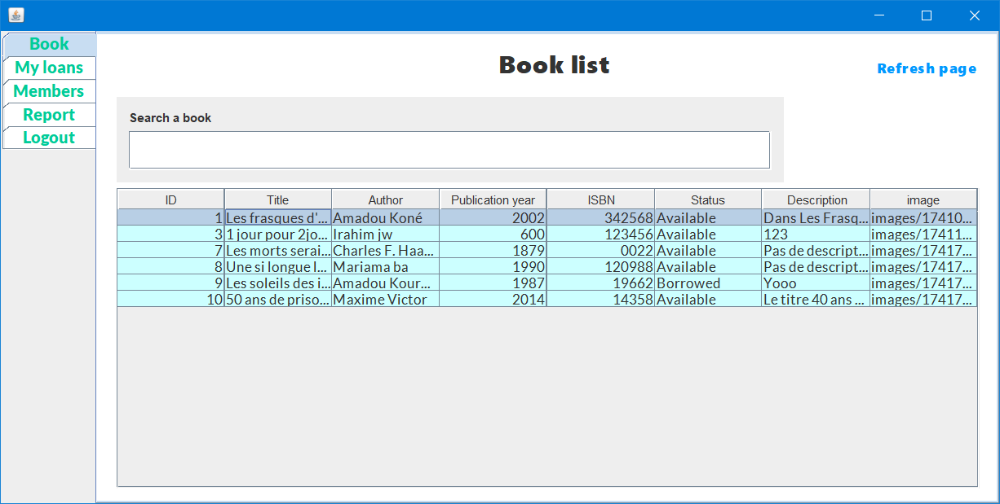 Book
My loans
Members
Report
Logout
Book list
Refresh page
Search a book
ID Title Author Publication year ISBN Status Description image
1 Les frasques d'... Amadou Koné 2002 342568 Available Dans Les Frasq... images/17410...
3 1 jour pour 2jo... Irahim jw 600 123456 Available 123 images/17411...
7 Les morts serai... Charles F. Haa... 1879 0022 Available Pas de descript... images/17417...
8 Une si longue l... Mariama ba 1990 120988 Available Pas de descript... images/17417...
9 Les soleils des i... Amadou Kour... 1987 19662 Borrowed Yooo images/17417...
10 50 ans de priso... Maxime Victor 2014 14358 Available Le titre 40 ans ... images/17417...